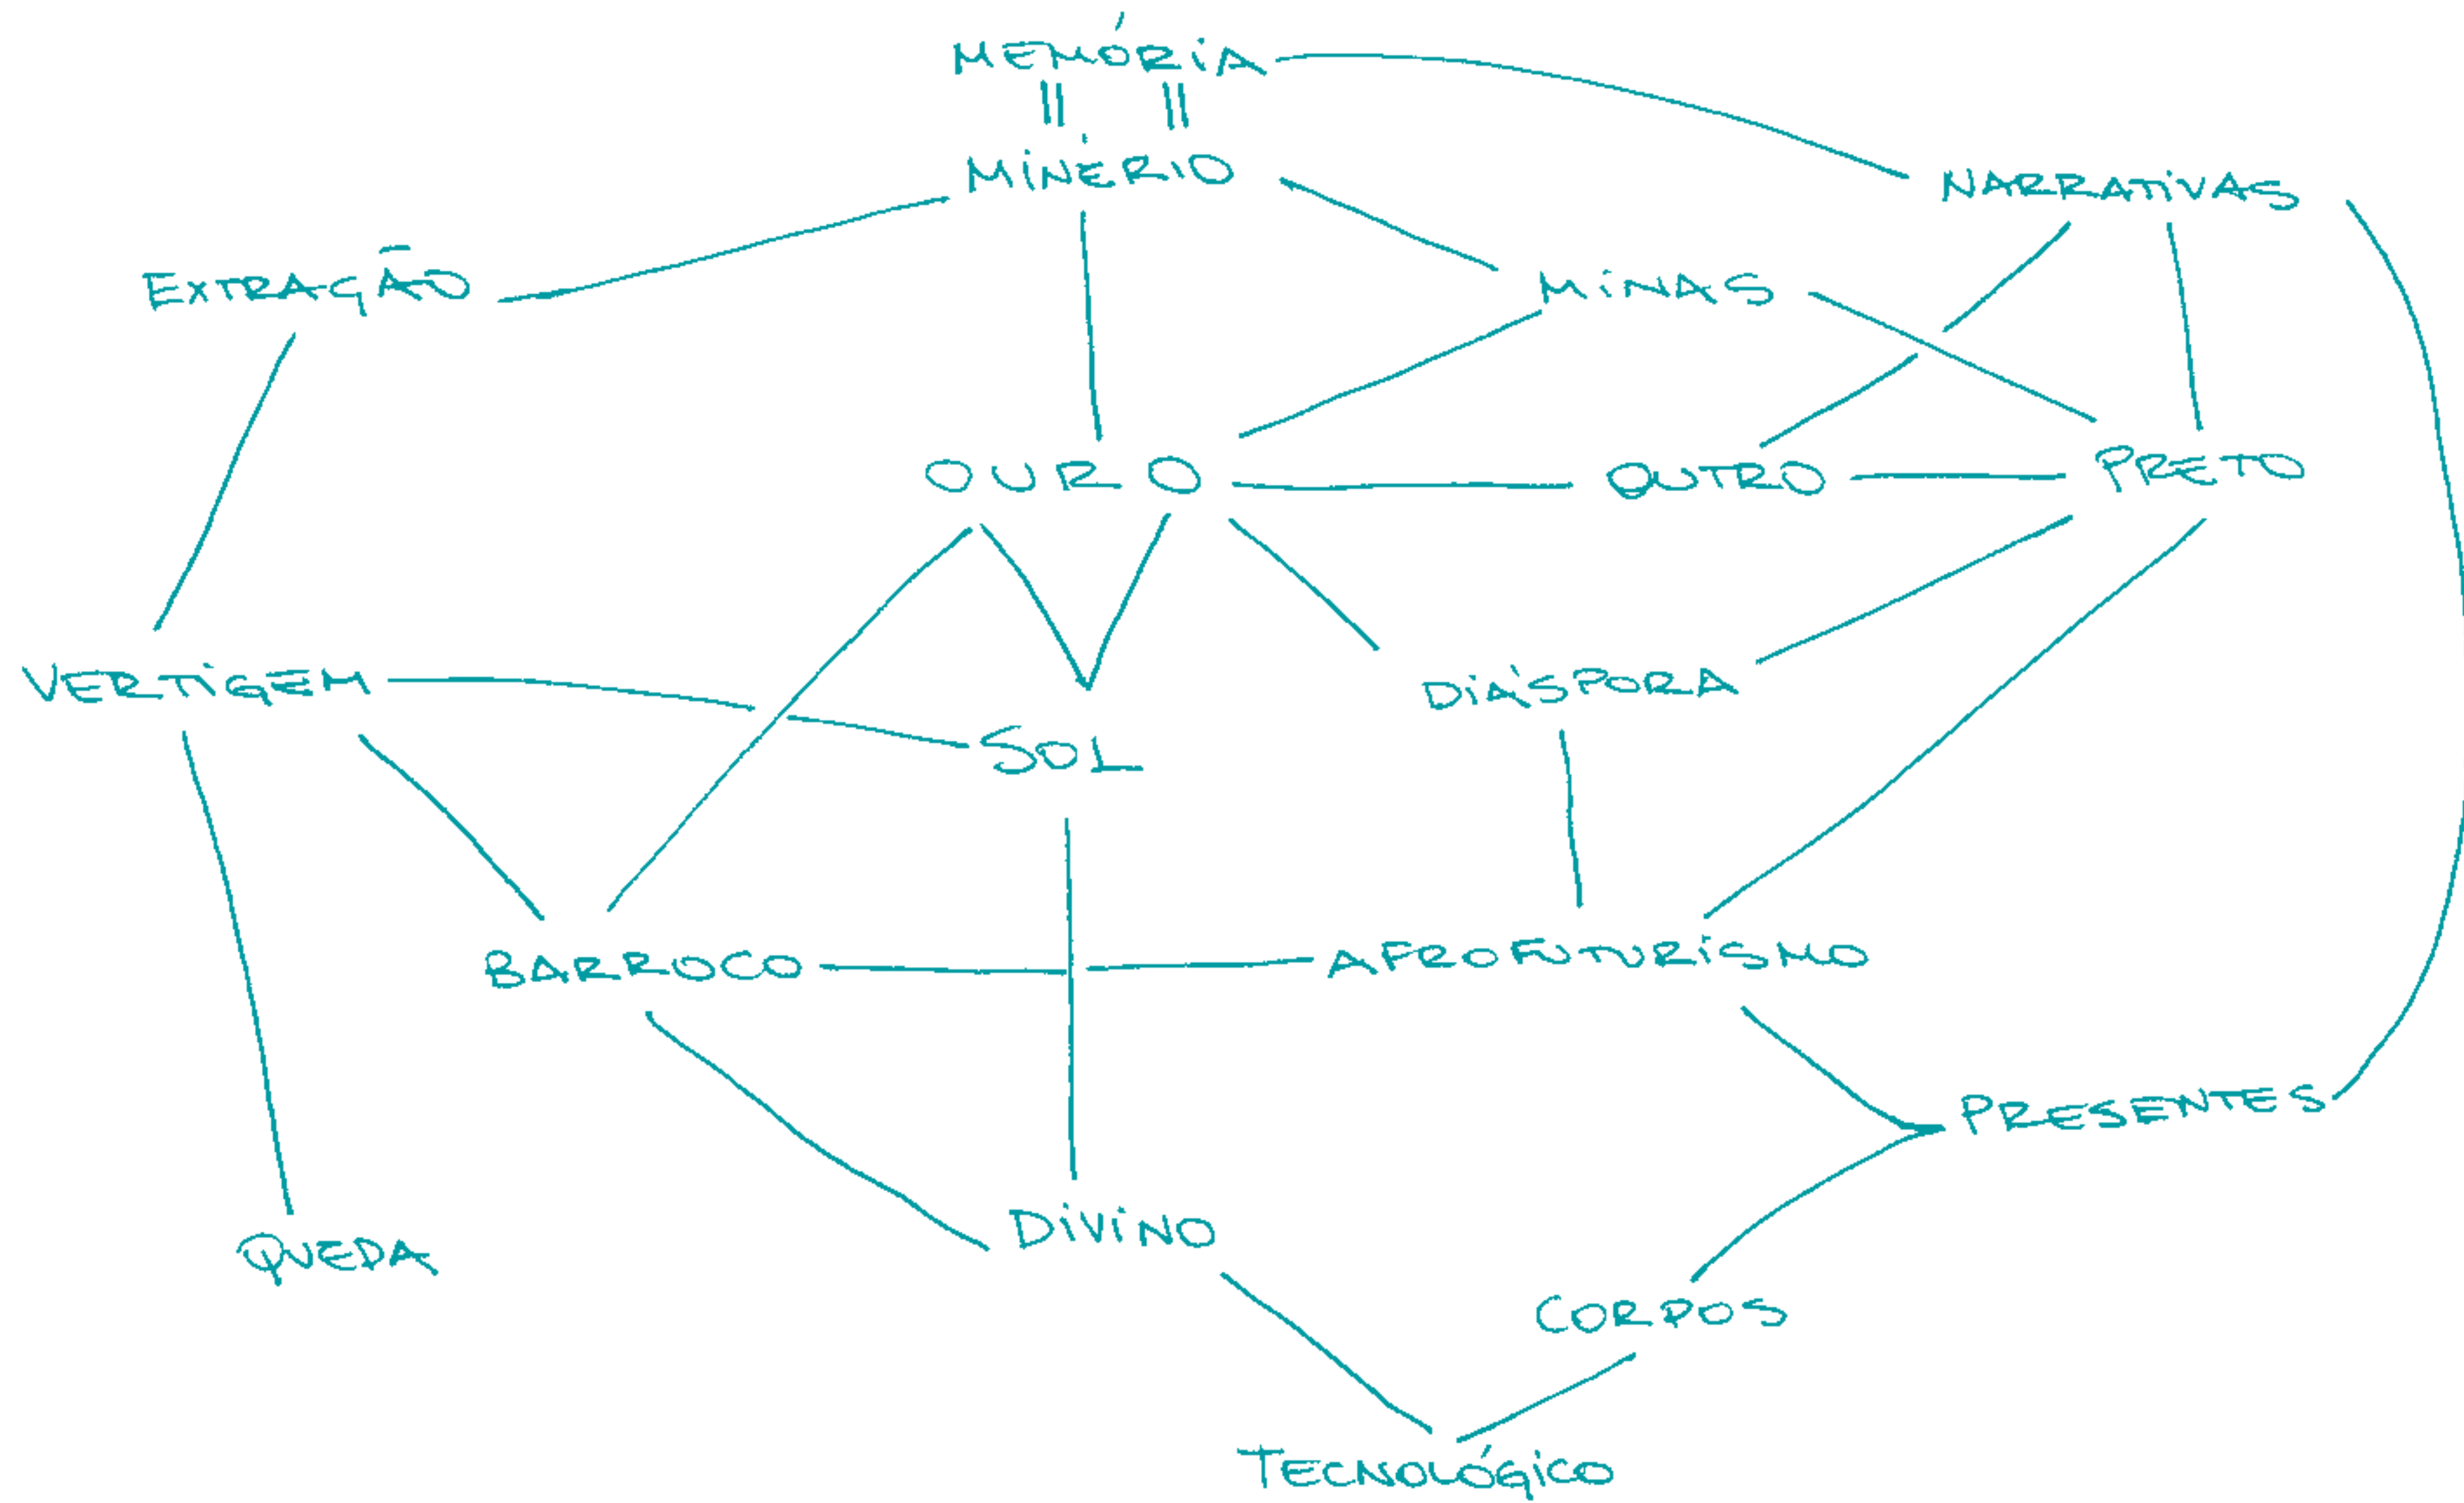 MEMÓRIA
MINÉRIO
NARRATIVAS
EXTRAÇÃO
MINAS
OURO
OUTRO
PRETO
VERTIGEM
DIÁSPORA
SOL
BARROCO
AFROFUTURISMO
PRESENTES
DIVINO
QUEDA
CORPOS
TECNOLÓGICO